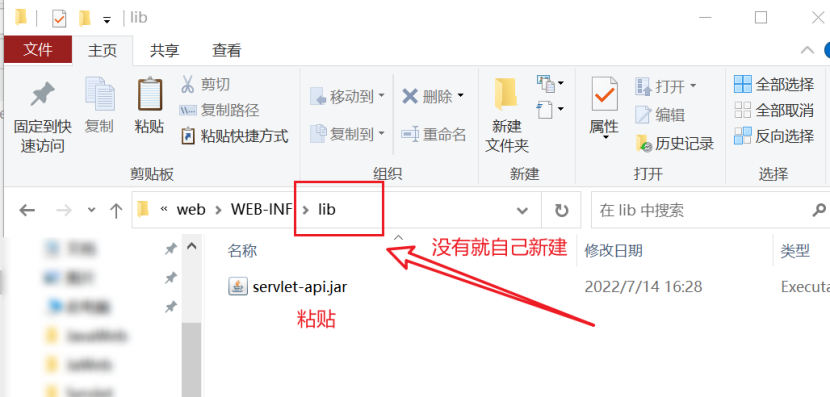 lib
文件 主页 共享 查看
固定到快速访问
复制
粘贴
剪切
复制路径
粘贴快捷方式
剪贴板
移动到
复制到
删除
重命名
组织
新建文件夹
新建
属性
打开
编辑
历史记录
打开
全部选择
全部取消
反向选择
选择
« web > WEB-INF > lib
在 lib 中搜索
没有就自己新建
名称 修改日期 类型
servlet-api.jar 2022/7/14 16:28 Executa
粘贴